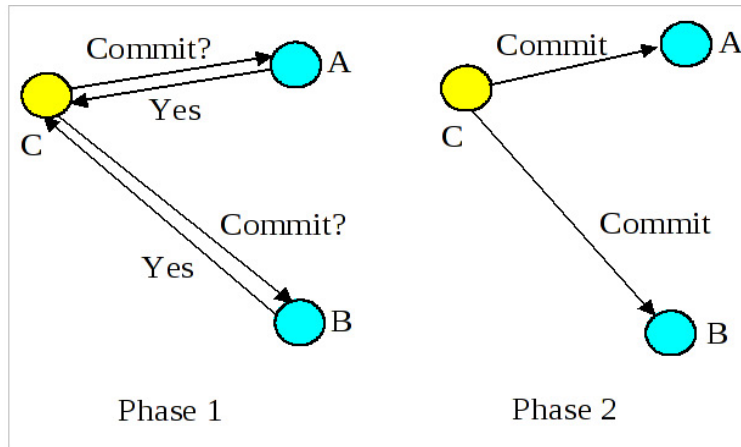 Commit?
A
Yes
C
Commit?
Yes
B
Phase 1
Commit
A
C
Commit
B
Phase 2